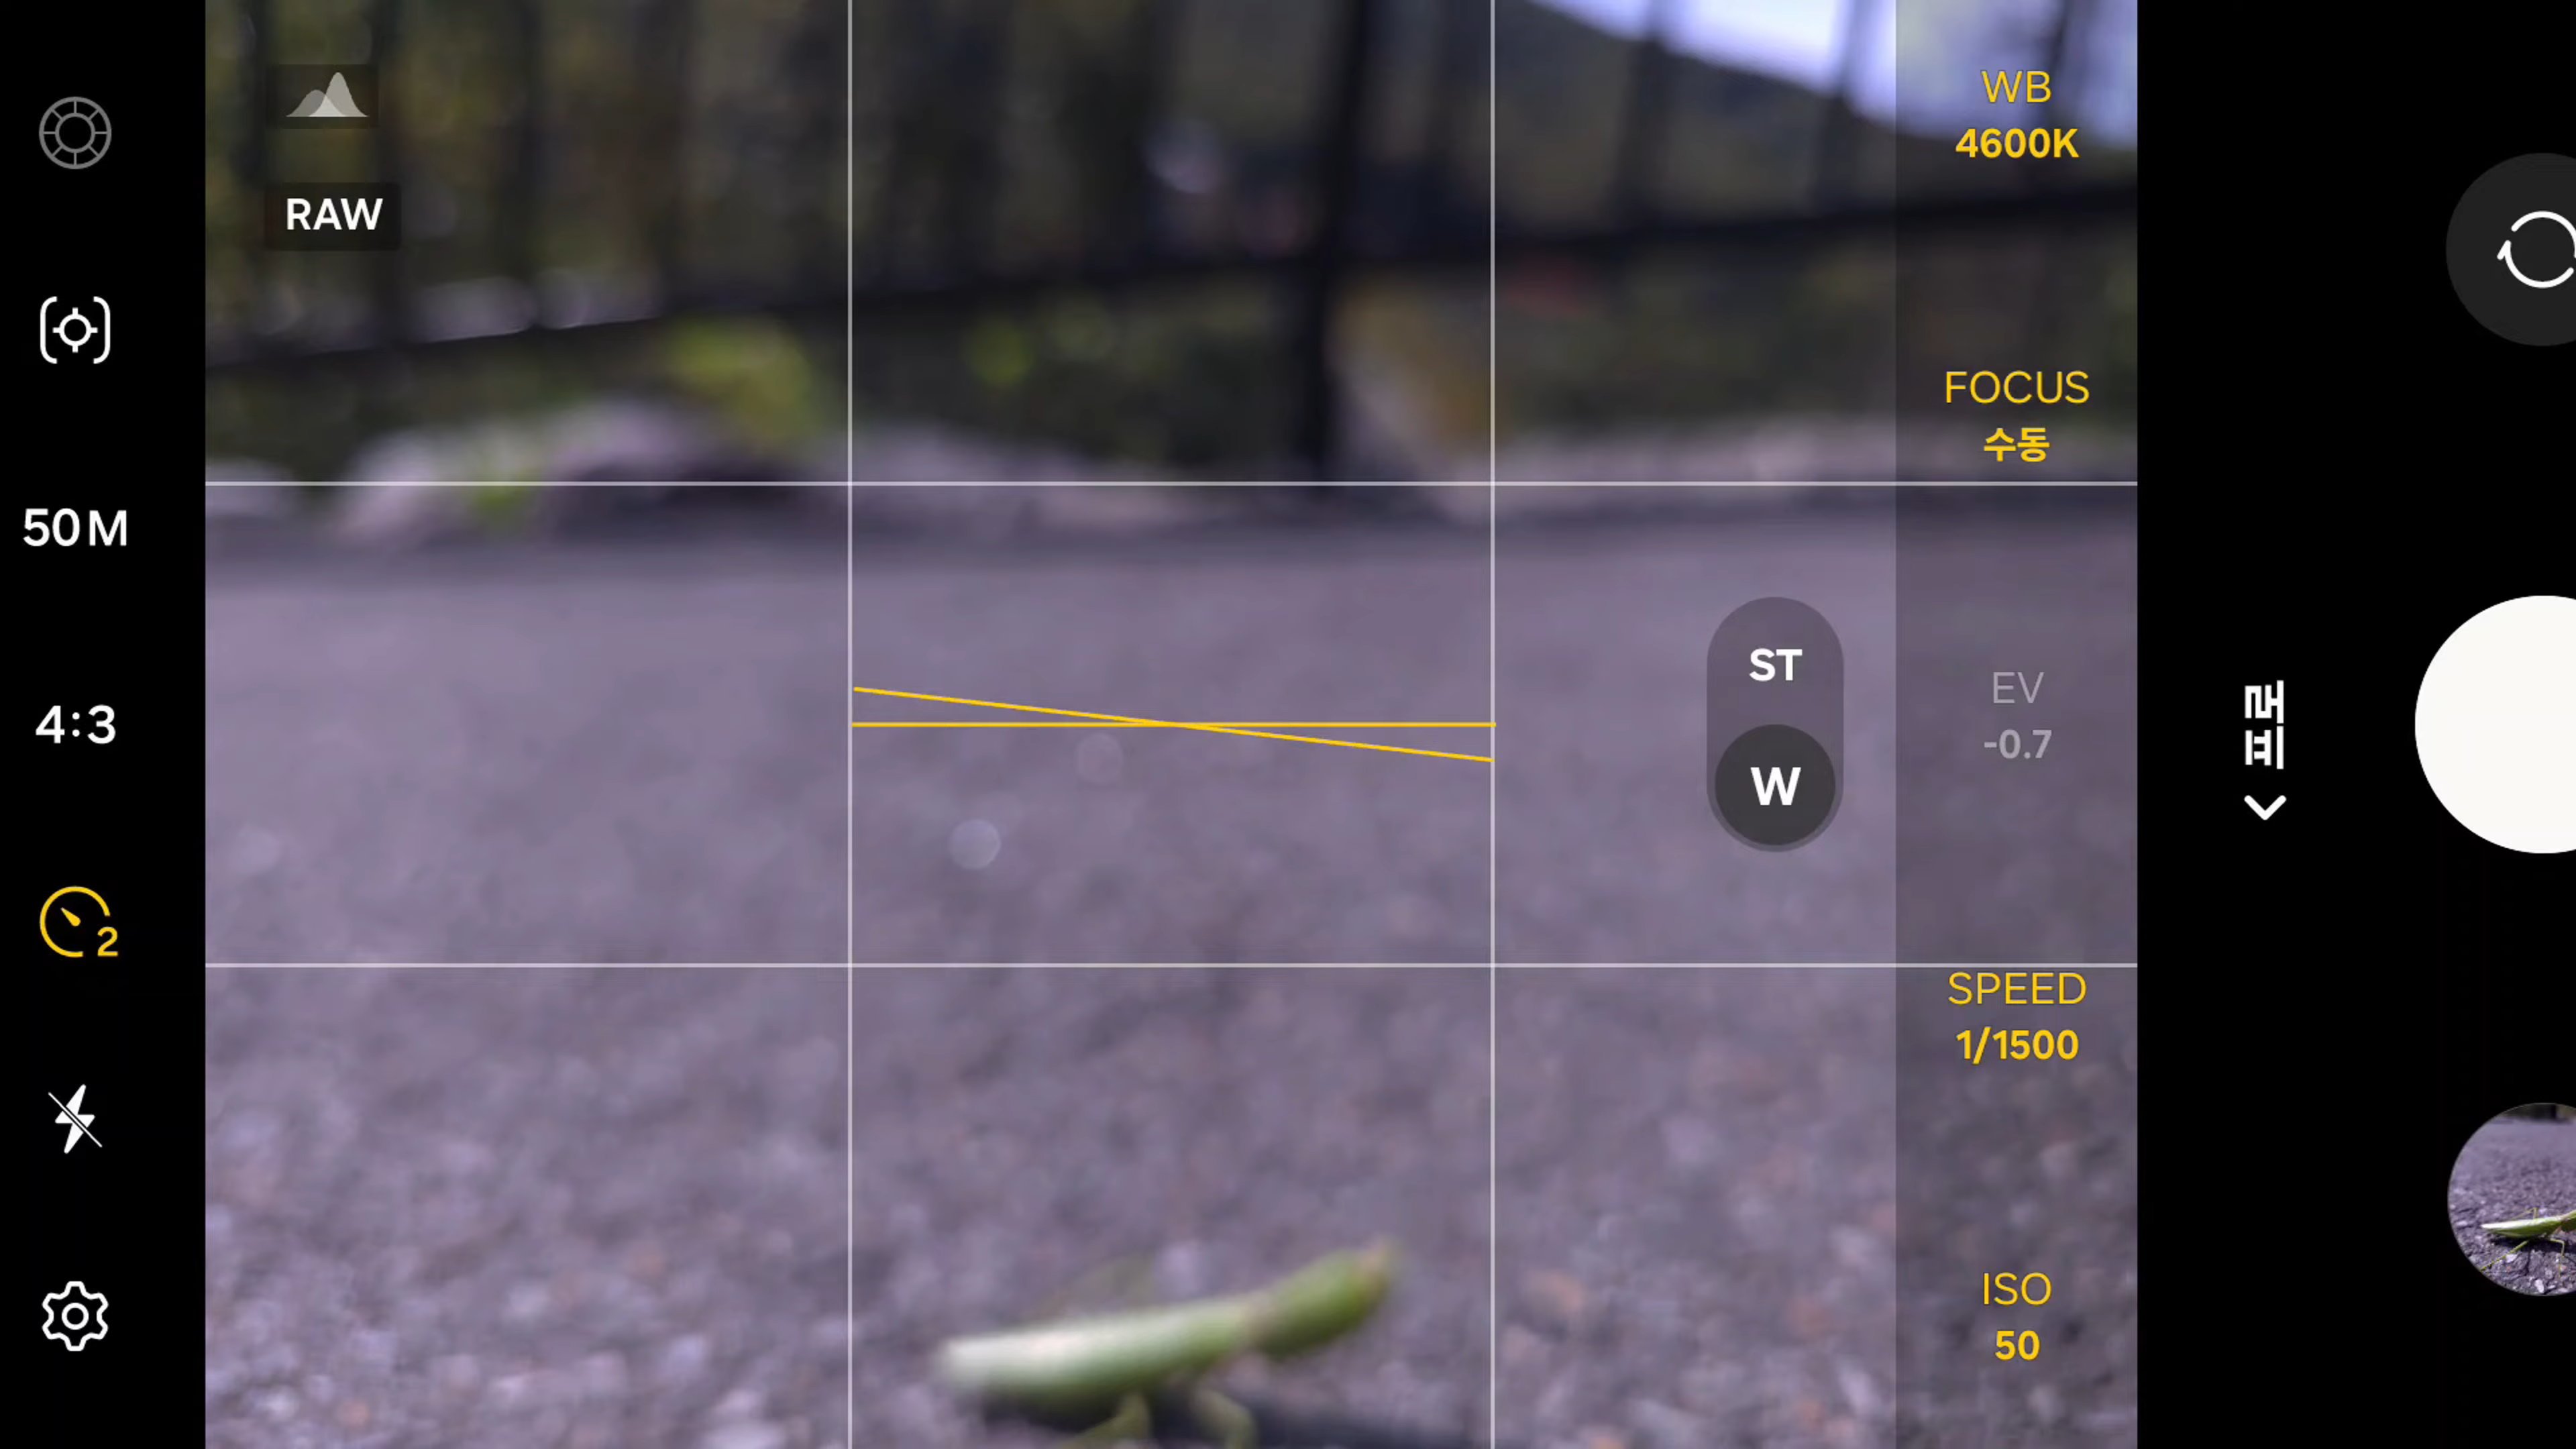 RAW
50M
4:3
2
WB
4600K
FOCUS
수동
ST
W
EV
-0.7
SPEED
1/1500
ISO
50
프로